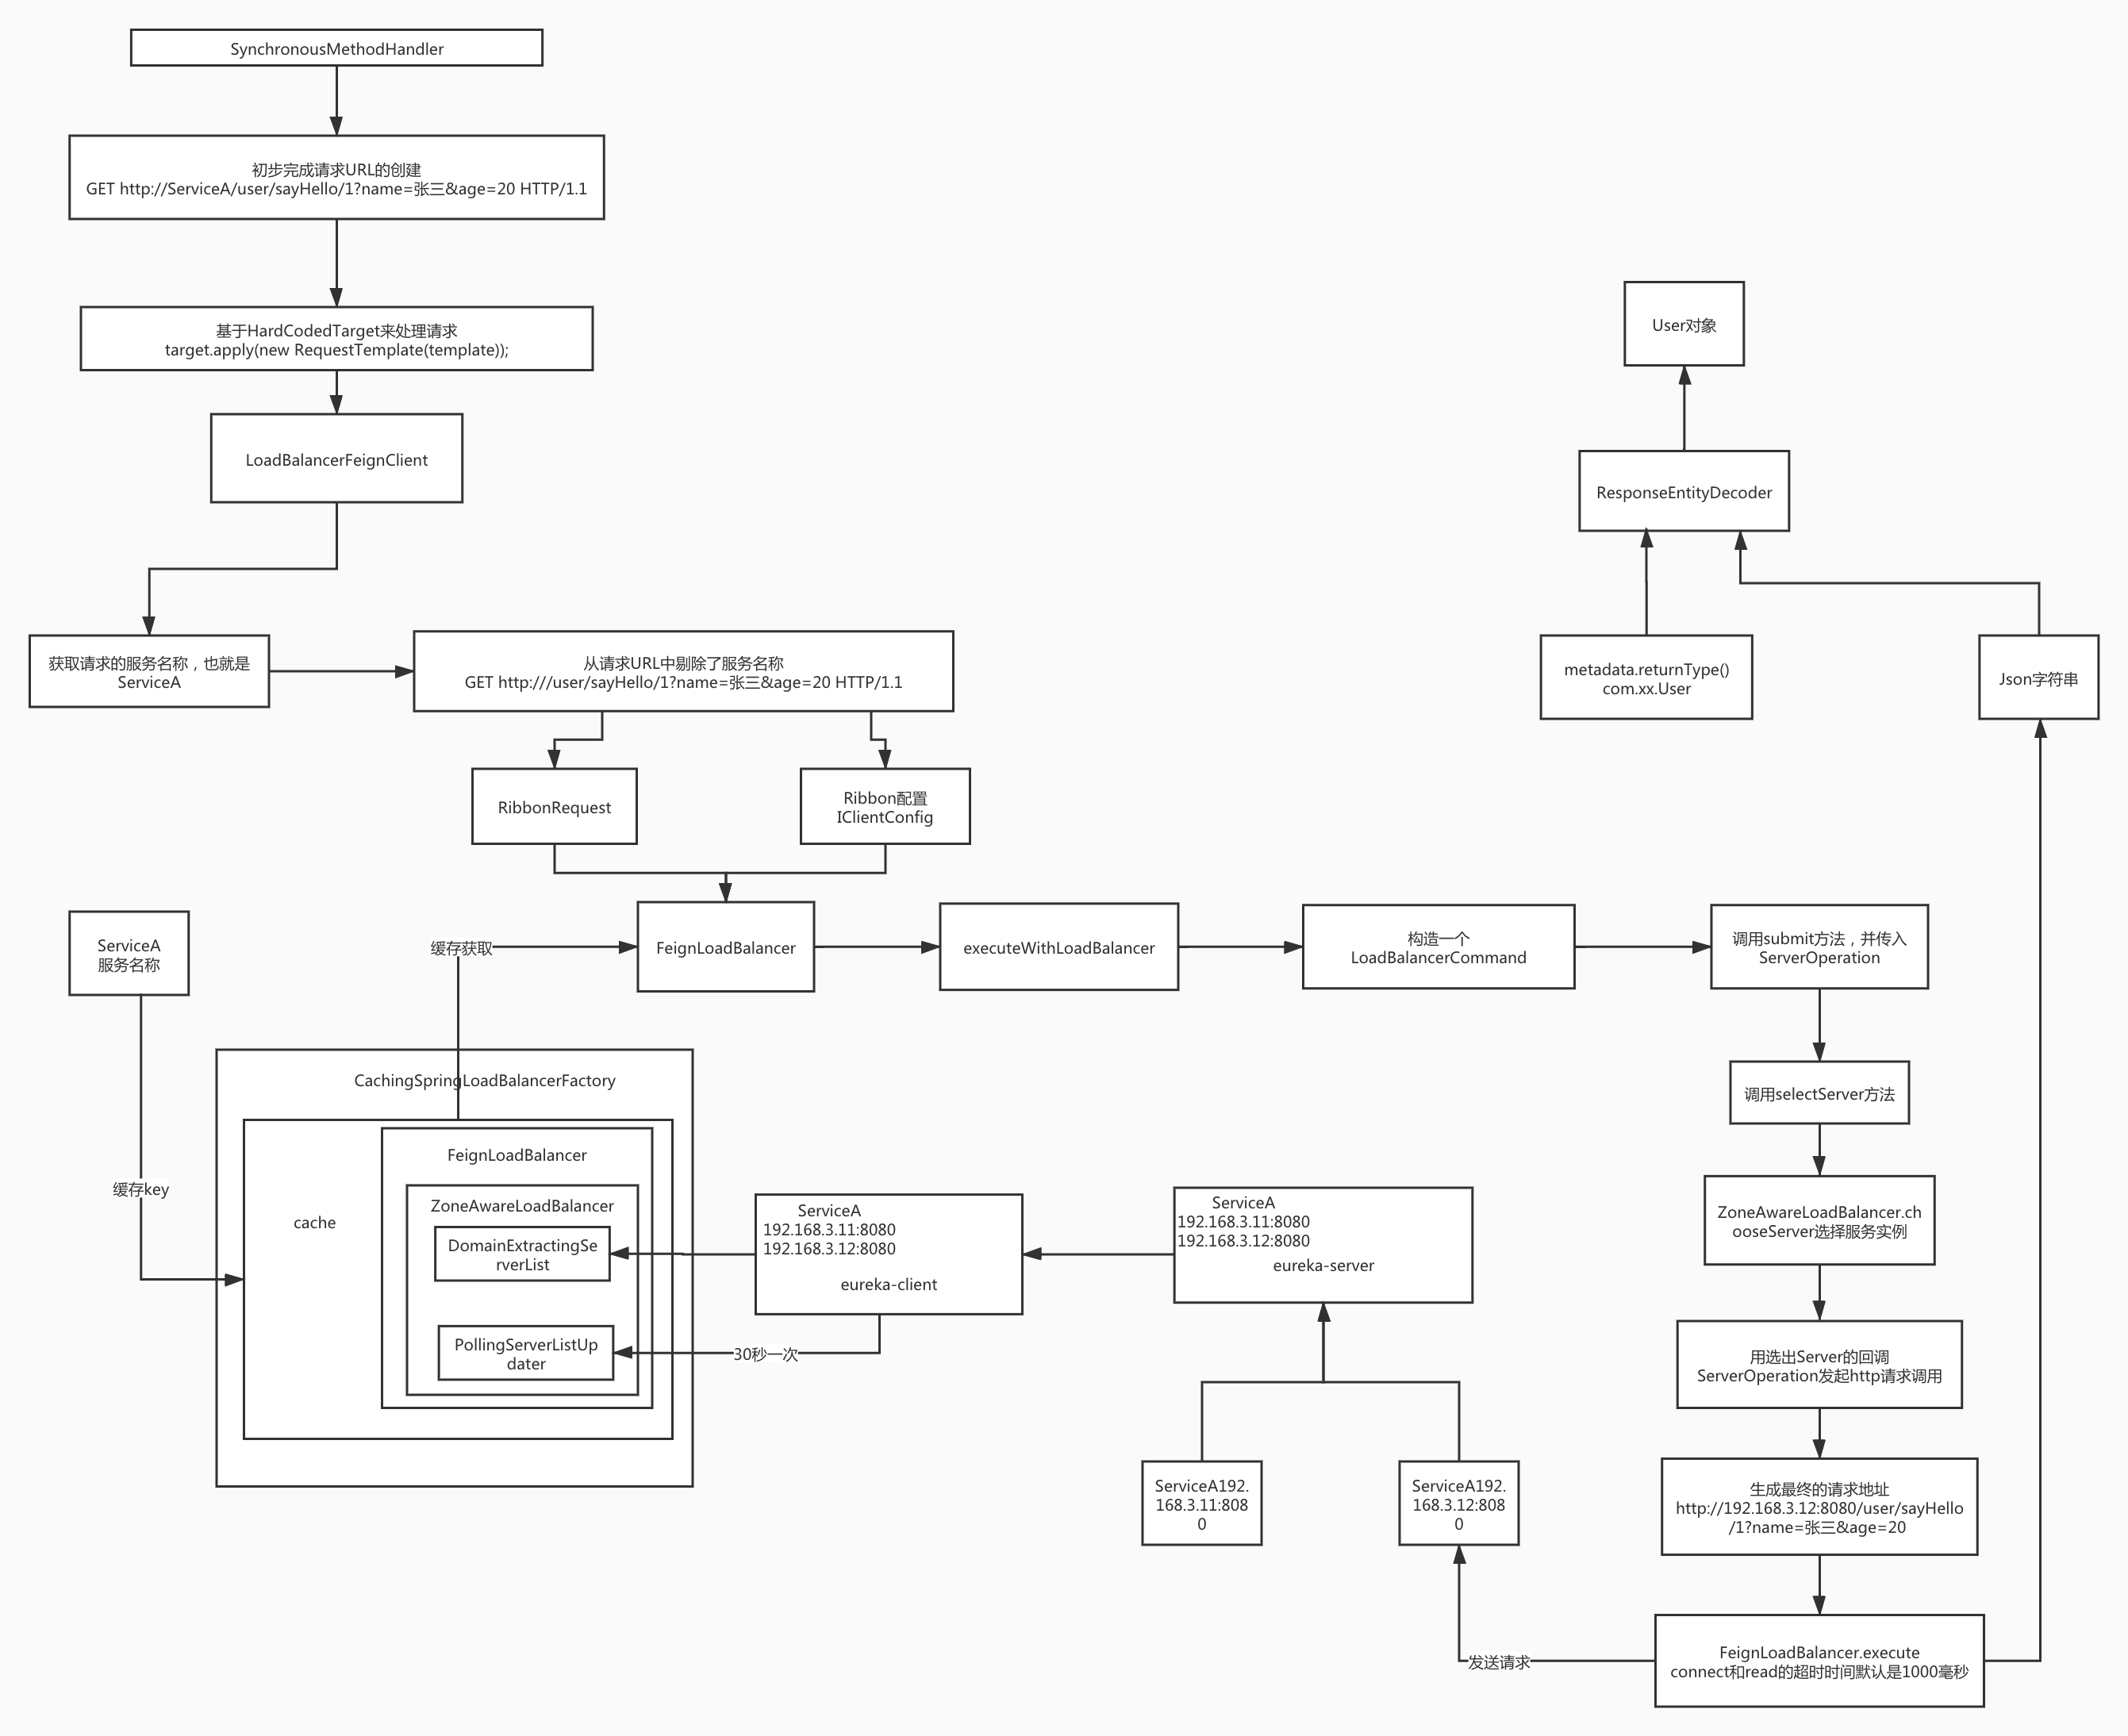 SynchronousMethodHandler
初步完成请求URL的创建
GET http://ServiceA/user/sayHello/1?name=张三&age=20 HTTP/1.1
基于HardCodedTarget来处理请求
target.apply(new RequestTemplate(template));
LoadBalancerFeignClient
获取请求的服务名称，也就是
ServiceA
从请求URL中剔除了服务名称
GET http:///user/sayHello/1?name=张三&age=20 HTTP/1.1
RibbonRequest
Ribbon配置
IClientConfig
User对象
ResponseEntityDecoder
metadata.returnType()
com.xx.User
Json字符串
ServiceA
服务名称
缓存获取
FeignLoadBalancer
executeWithLoadBalancer
构造一个
LoadBalancerCommand
调用submit方法，并传入
ServerOperation
缓存key
CachingSpringLoadBalancerFactory
cache
FeignLoadBalancer
ZoneAwareLoadBalancer
DomainExtractingSe
rverList
PollingServerListUp
dater
30秒一次
ServiceA
192.168.3.11:8080
192.168.3.12:8080
eureka-client
ServiceA
192.168.3.11:8080
192.168.3.12:8080
eureka-server
ServiceA192.
168.3.11:808
0
ServiceA192.
168.3.12:808
0
调用selectServer方法
ZoneAwareLoadBalancer.ch
ooseServer选择服务实例
用选出Server的回调
ServerOperation发起http请求调用
生成最终的请求地址
http://192.168.3.12:8080/user/sayHello
/1?name=张三&age=20
FeignLoadBalancer.execute
connect和read的超时时间默认是1000毫秒
发送请求